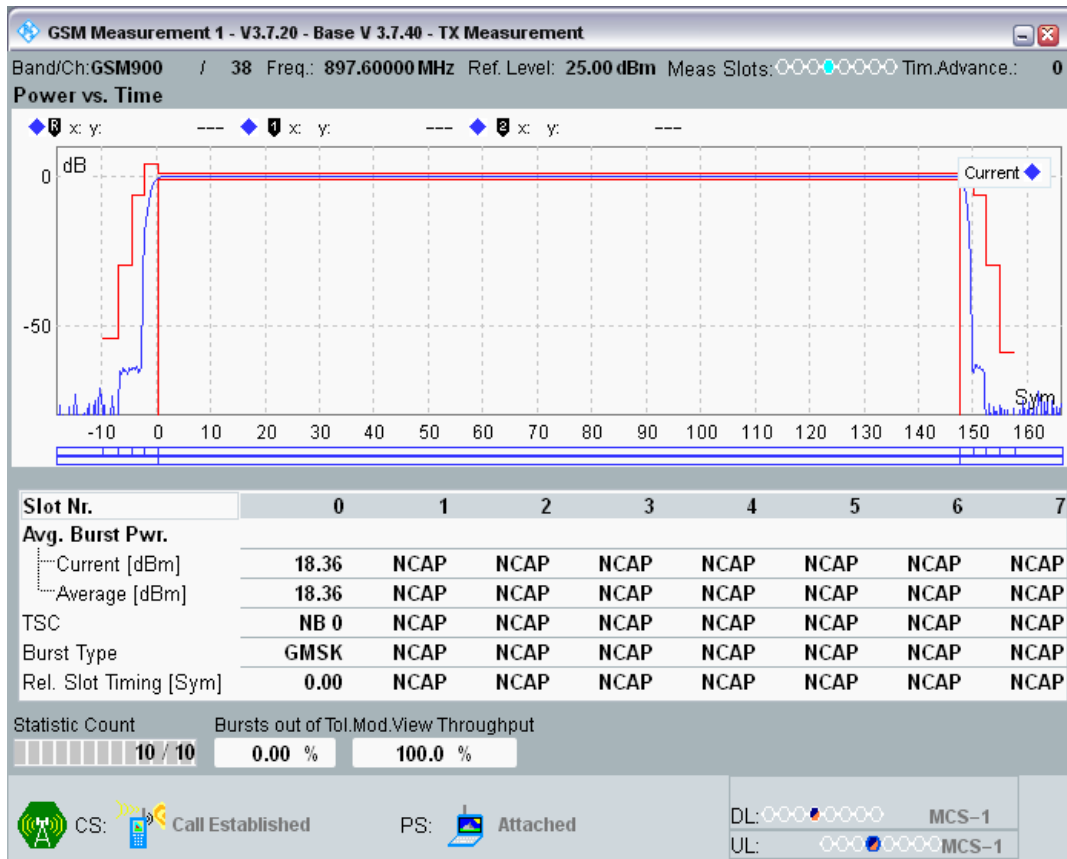 GSM Measurement 1 - V3.7.20 - Base V 3.7.40 - TX Measurement
Band/Ch:GSM900 / 38 Freq.: 897.60000 MHz Ref. Level: 25.00 dBm Meas Slots: Tim.Advance.: 0
Power vs. Time
R x: y: --- 1 x: y: --- 2 x: y: ---
dB
Current
0
-50
Sym
-10 0 10 20 30 40 50 60 70 80 90 100 110 120 130 140 150 160
Slot Nr. 0 1 2 3 4 5 6 7
Avg. Burst Pwr.
Current [dBm] 18.36 NCAP NCAP NCAP NCAP NCAP NCAP NCAP
Average [dBm] 18.36 NCAP NCAP NCAP NCAP NCAP NCAP NCAP
TSC NB 0 NCAP NCAP NCAP NCAP NCAP NCAP NCAP
Burst Type GMSK NCAP NCAP NCAP NCAP NCAP NCAP NCAP
Rel. Slot Timing [Sym] 0.00 NCAP NCAP NCAP NCAP NCAP NCAP NCAP
Statistic Count Bursts out of Tol.Mod.View Throughput
10 / 10 0.00 % 100.0 %
CS: Call Established PS: Attached
DL: MCS-1
UL: MCS-1